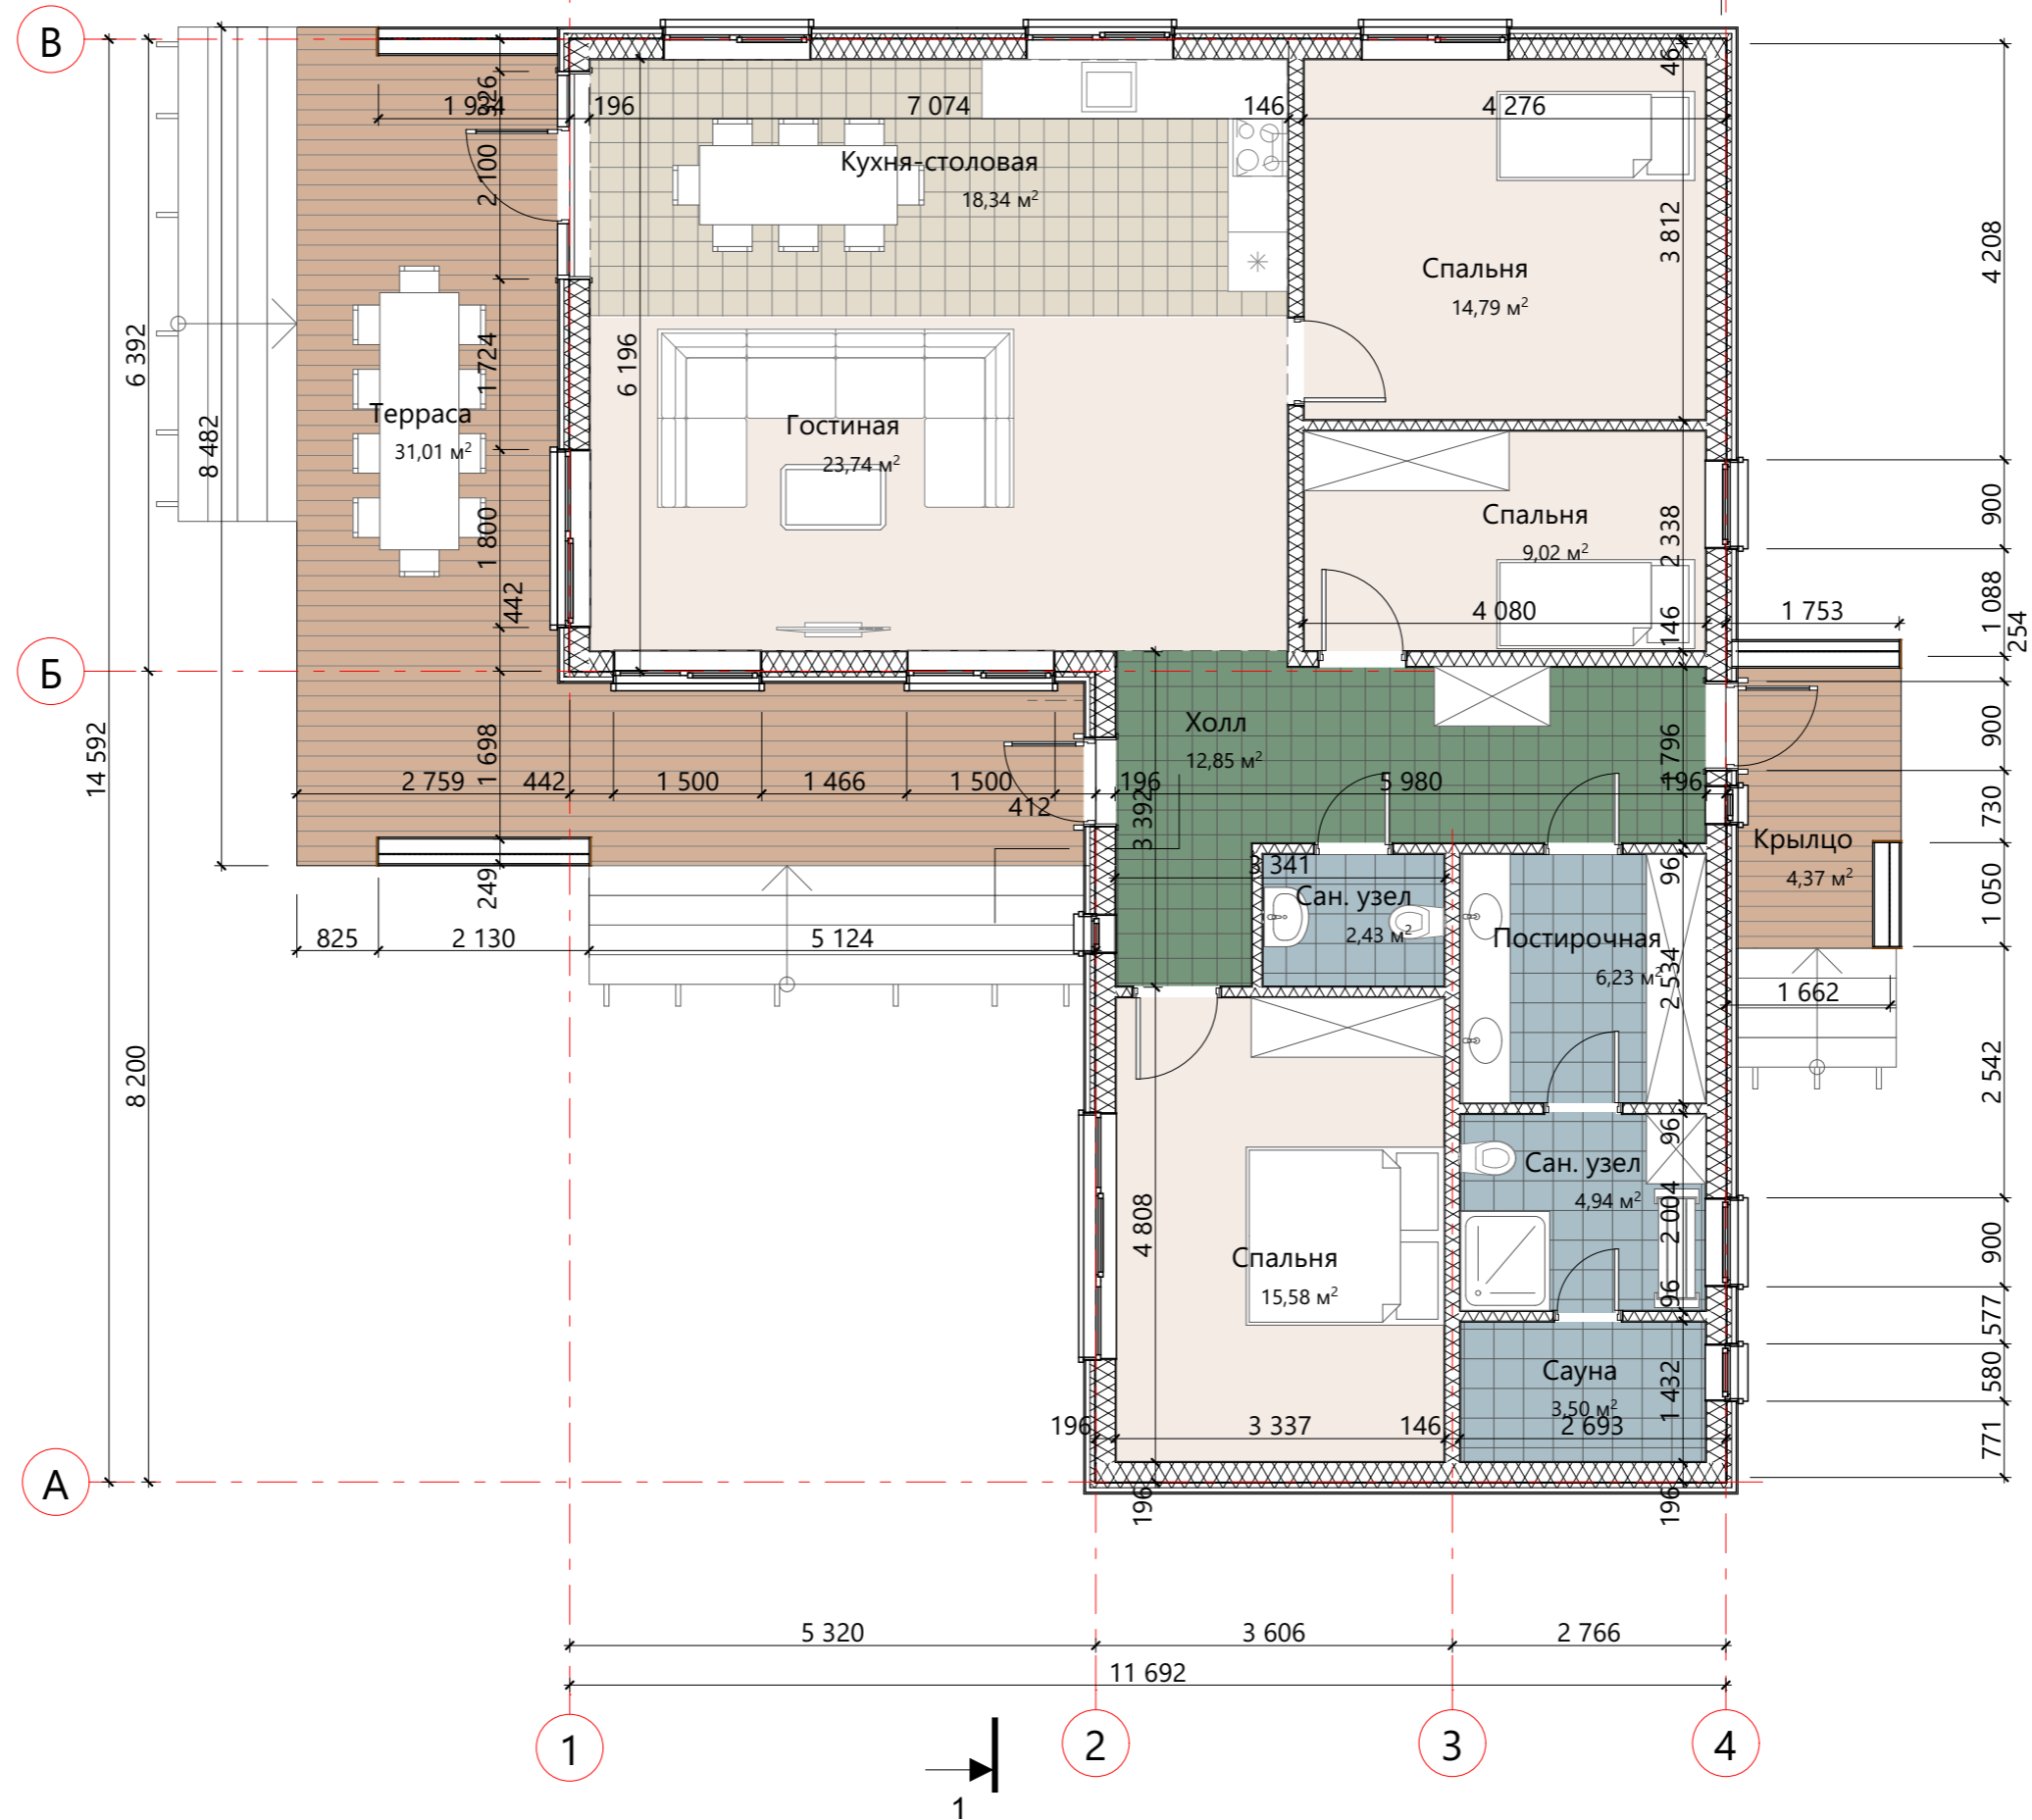 В
46
326
1 934
196
7 074
146
4 276
Кухня-столовая
18,34 м²
2 100
3 812
4 208
Спальня
14,79 м²
6 392
6 196
1 724
Терраса
31,01 м²
8 482
Гостиная
23,74 м²
Спальня
9,02 м²
2 338
900
1 800
442
4 080
146
1 088
1 753
254
Б
Холл
12,85 м²
1 796
900
14 592
1 698
2 759
442
1 500
1 466
1 500
412
196
5 980
196
3 392
730
Крылцо
4,37 м²
249
3 341
96
Сан. узел
2,43 м²
1 050
825
2 130
5 124
Постирочная
6,23 м²
2 534
1 662
8 200
2 542
96
Сан. узел
4,94 м²
2 004
4 808
Спальня
15,58 м²
900
96
577
Сауна
3,50 м²
1 432
580
196
3 337
146
2 693
771
А
196
196
5 320
3 606
2 766
11 692
1
2
3
4
1